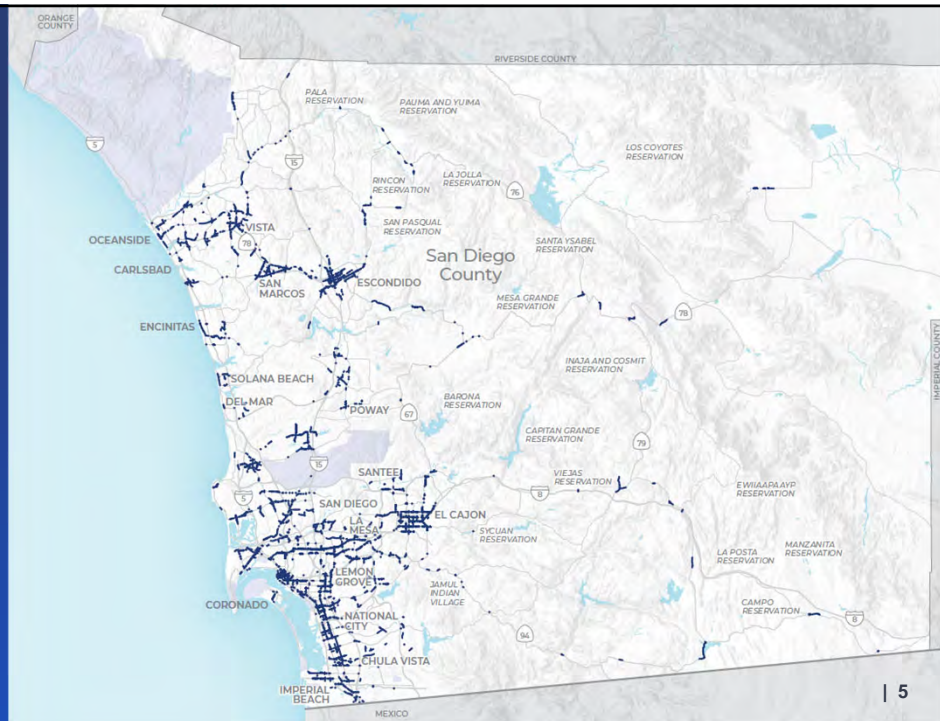 ORANGE
COUNTY
RIVERSIDE COUNTY
PALA
RESERVATION
PAUMA AND YUIMA
RESERVATION
5
15
LOS COYOTES
RESERVATION
RINCON
RESERVATION
LA JOLLA
RESERVATION
76
OCEANSIDE
VISTA
78
SAN PASQUAL
RESERVATION
SANTA YSABEL
RESERVATION
San Diego
County
CARLSBAD
SAN
MARCOS
ESCONDIDO
MESA GRANDE
RESERVATION
78
ENCINITAS
IMPERIAL COUNTY
INAJA AND COSMIT
RESERVATION
SOLANA BEACH
DEL MAR
POWAY
67
BARONA
RESERVATION
CAPITAN GRANDE
RESERVATION
79
15
SANTEE
VIEJAS
RESERVATION
8
5
SAN DIEGO
EWIIAAPAAYP
RESERVATION
LA
MESA
EL CAJON
SYCUAN
RESERVATION
LA POSTA
RESERVATION
MANZANITA
RESERVATION
LEMON
GROVE
JAMUL
INDIAN
VILLAGE
CORONADO
CAMPO
RESERVATION
8
NATIONAL
CITY
94
CHULA VISTA
IMPERIAL
BEACH
MEXICO
| 5